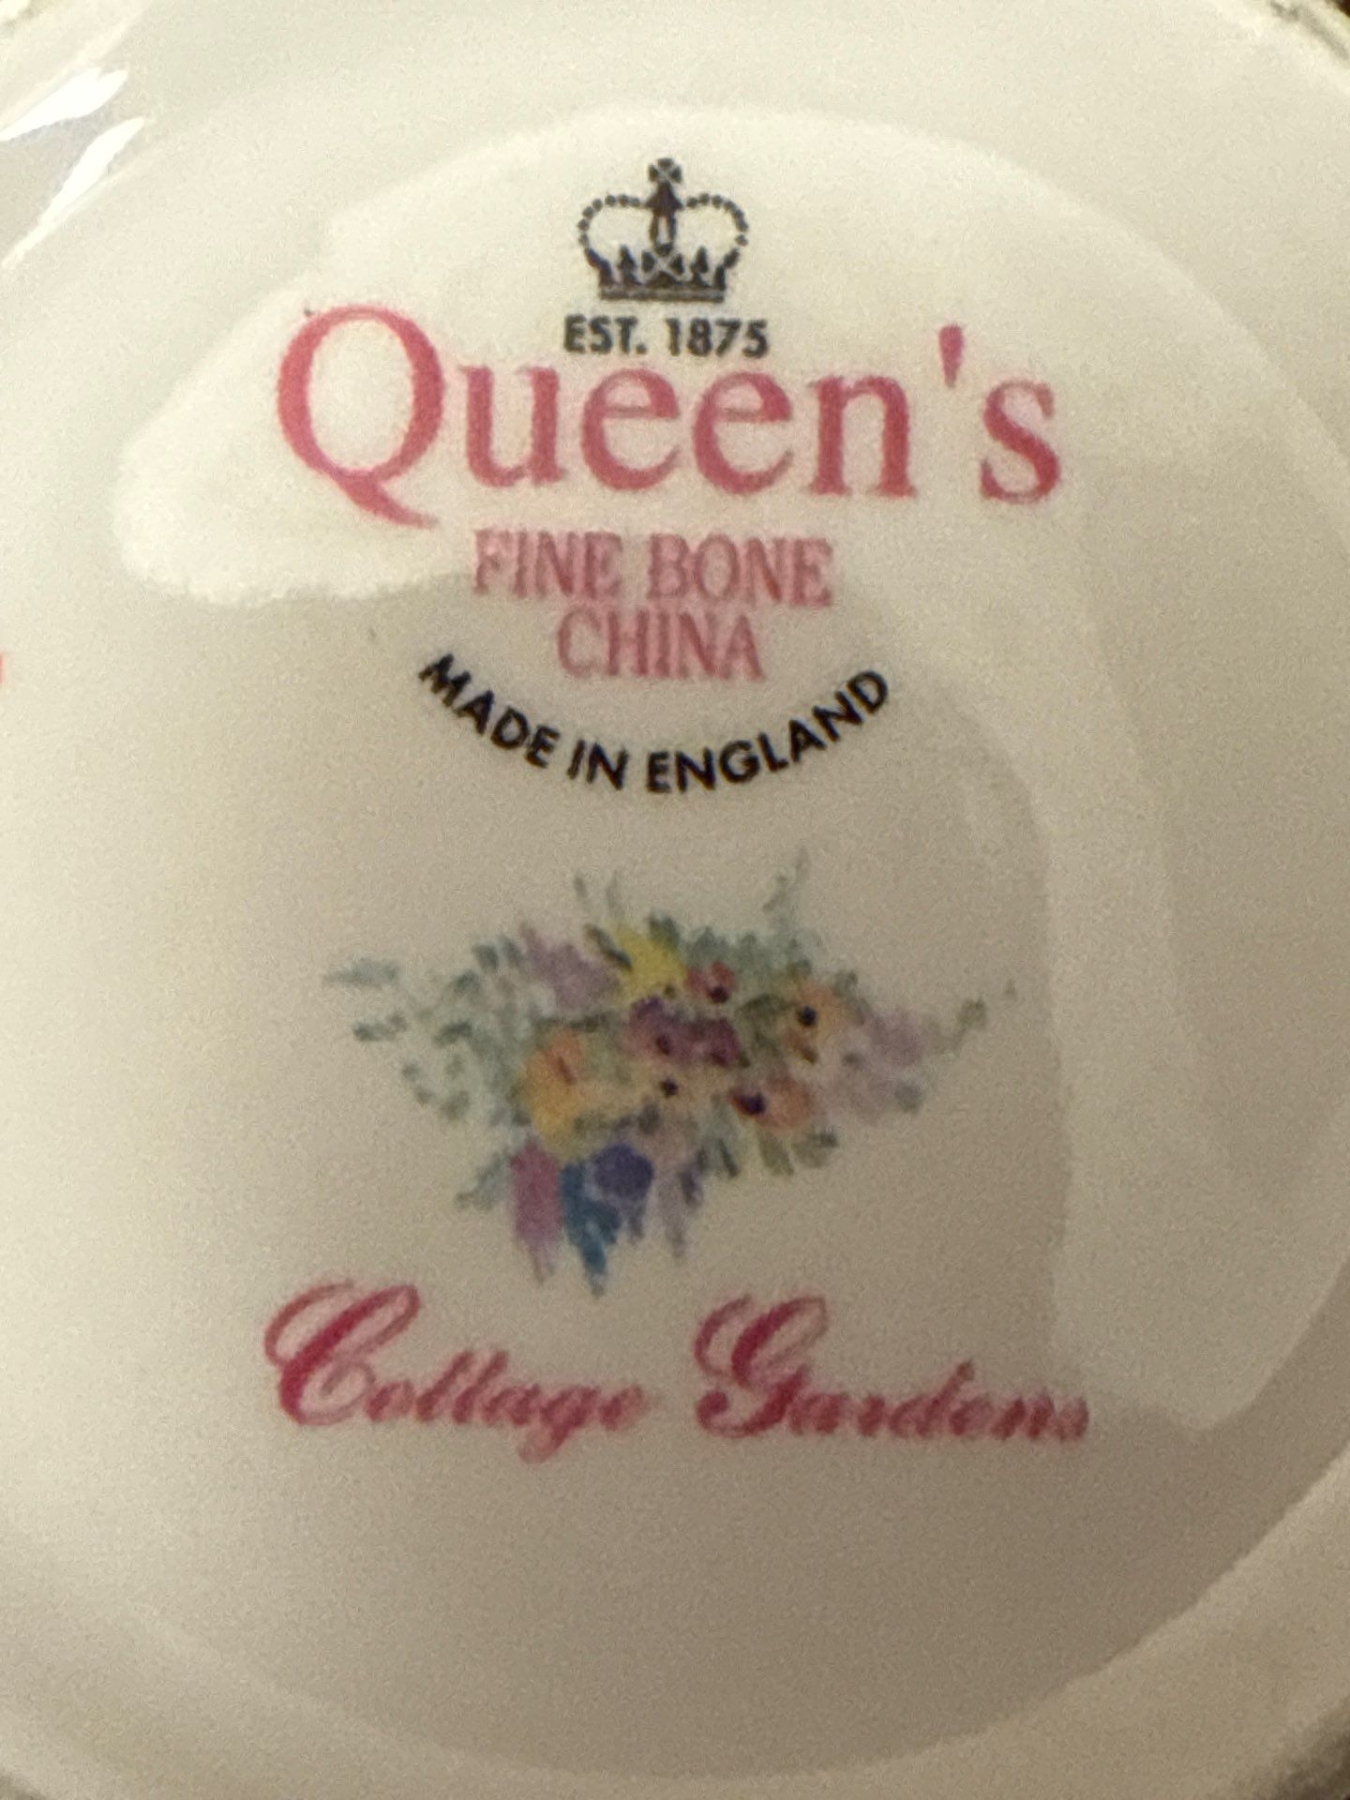 EST. 1875
Queen's
FINE BONE
CHINA
MADE IN ENGLAND
Cottage Gardens